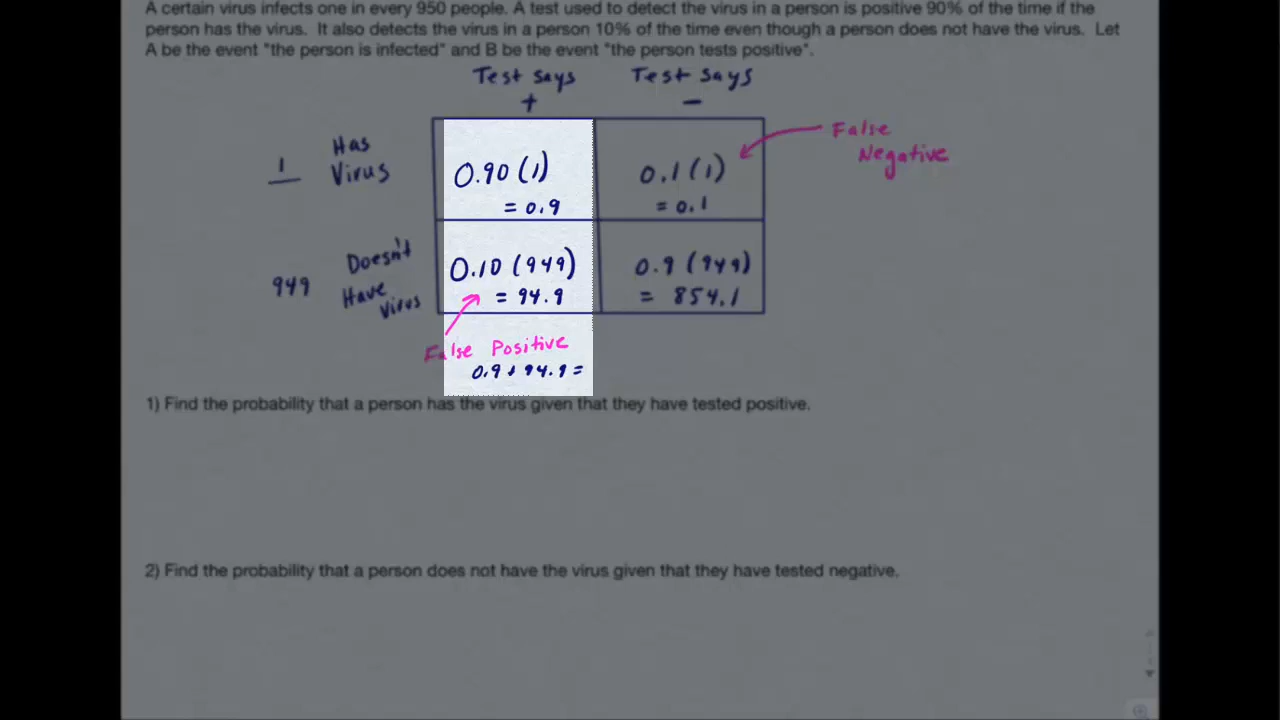 A certain virus infects one in every 950 people. A test used to detect the virus in a person is positive 90% of the time if the
person has the virus. It also detects the virus in a person 10% of the time even though a person does not have the virus. Let
A be the event "the person is infected" and B be the event "the person tests positive".
Test says Test says
+ −
1 Has Virus 0.90 (1) = 0.9 0.1 (1) = 0.1 False Negative
949 Doesn't Have Virus 0.10 (949) = 94.9 0.9 (949) = 854.1
False Positive
0.9 + 94.9 =
1) Find the probability that a person has the virus given that they have tested positive.
2) Find the probability that a person does not have the virus given that they have tested negative.